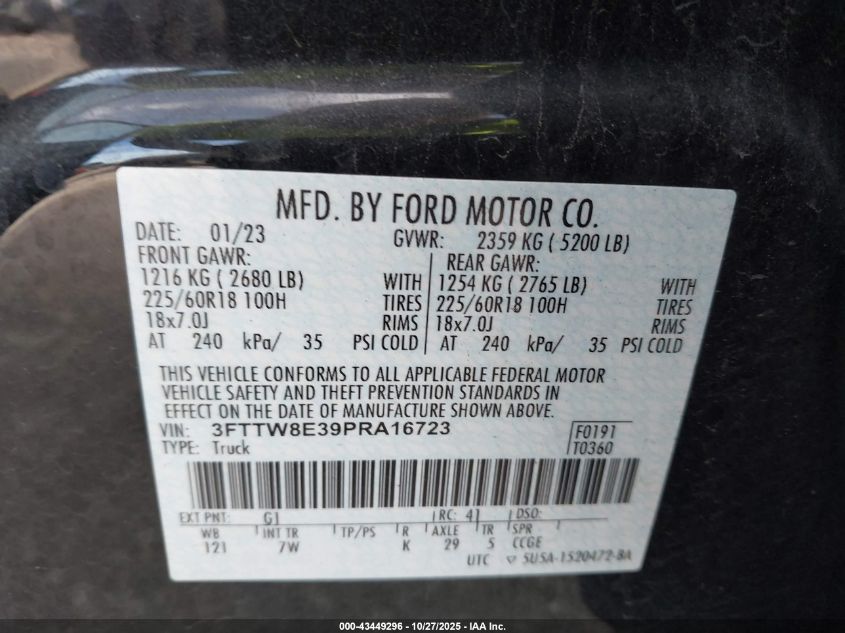 MFD. BY FORD MOTOR CO.
DATE: 01/23 GVWR: 2359 KG ( 5200 LB)
FRONT GAWR: REAR GAWR:
1216 KG ( 2680 LB) WITH 1254 KG ( 2765 LB) WITH
225/60R18 100H TIRES 225/60R18 100H TIRES
18x7.0J RIMS 18x7.0J RIMS
AT 240 kPa/ 35 PSI COLD AT 240 kPa/ 35 PSI COLD
THIS VEHICLE CONFORMS TO ALL APPLICABLE FEDERAL MOTOR
VEHICLE SAFETY AND THEFT PREVENTION STANDARDS IN
EFFECT ON THE DATE OF MANUFACTURE SHOWN ABOVE.
VIN: 3FTTW8E39PRA16723 F0191
TYPE: Truck T0360
EXT PNT: G1 RC: 41 DSO:
WB INT TR TP/PS R AXLE TR SPR
121 7W K 29 5 CCGE
UTC ▽ 5U5A-1520472-BA
000-43449296 - 10/27/2025 - IAA Inc.